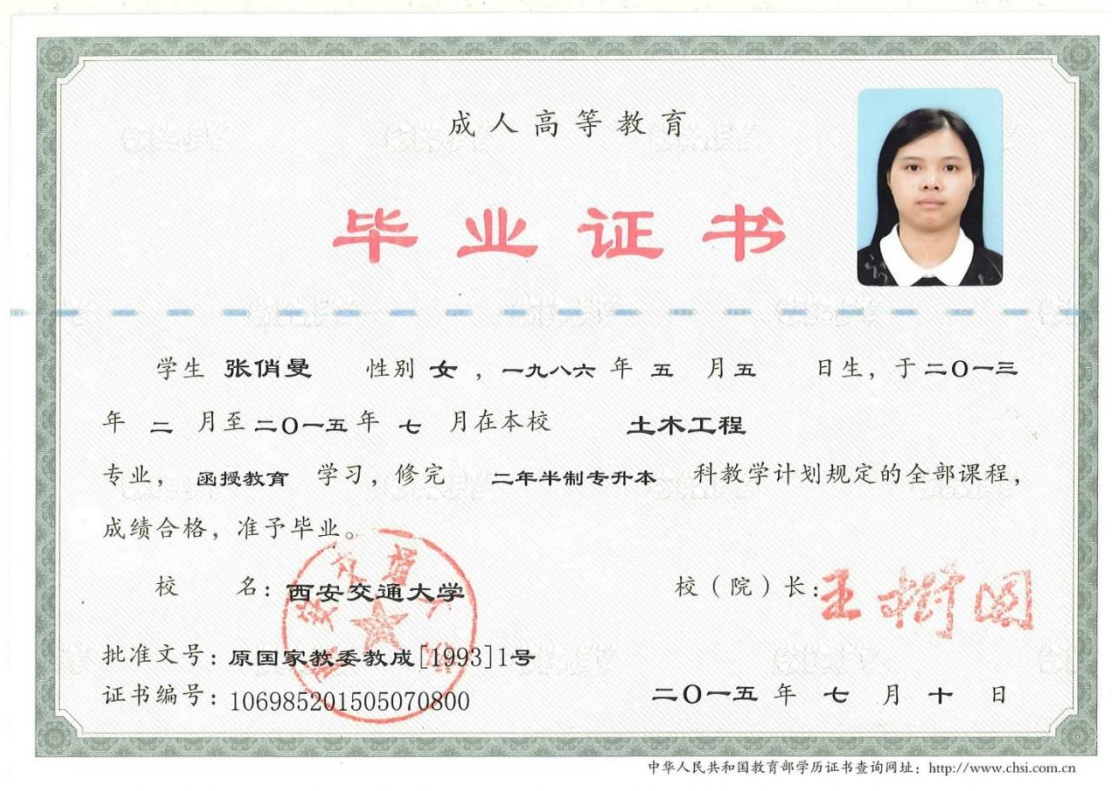 成人高等教育
毕业证书
学生 张俏曼 性别 女 ，一九八六 年 五 月 五 日生，于 二〇一三
年 二 月至 二〇一五 年 七 月在本校 土木工程
专业， 函授教育 学习，修完 二年半制专升本 科教学计划规定的全部课程，
成绩合格，准予毕业。
校 名：西安交通大学 校（院）长：王树国
批准文号：原国家教委教成[1993]1号
证书编号：106985201505070800 二〇一五 年 七 月 十 日
中华人民共和国教育部学历证书查询网址：http://www.chsi.com.cn